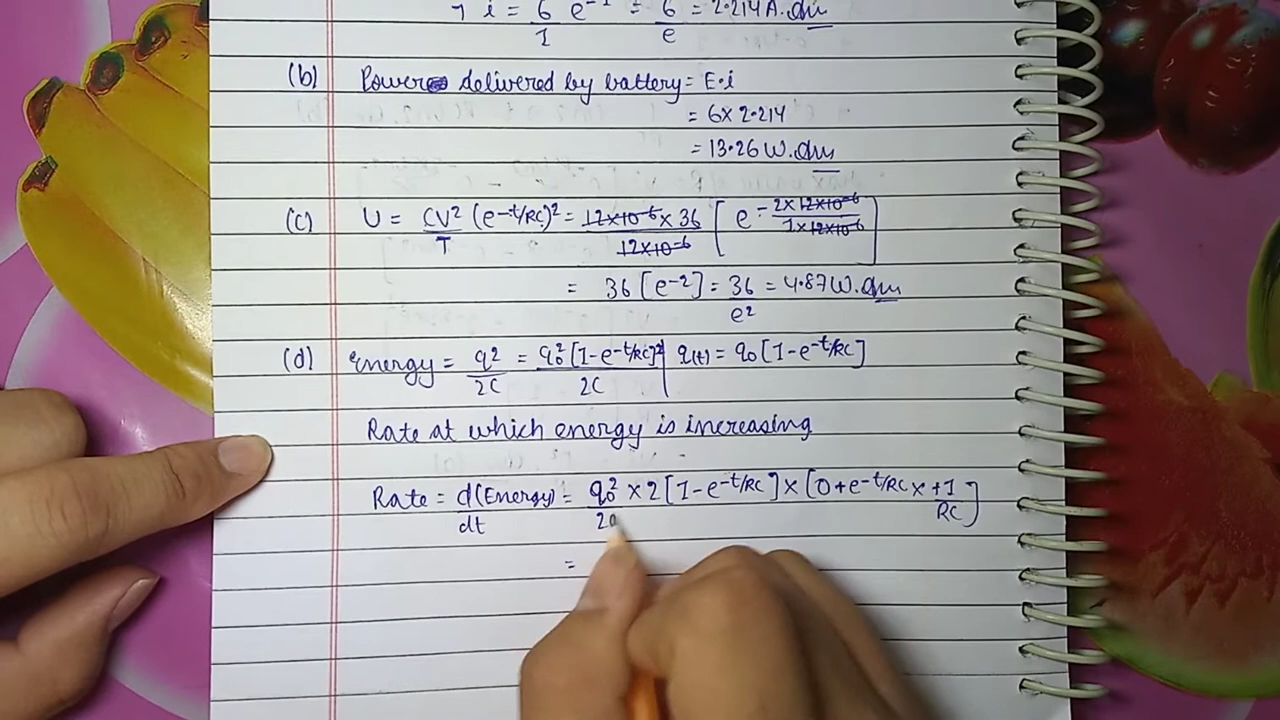 i = 6/1 e⁻¹ = 6/e = 2.214A. Ans
(b) Power delivered by battery = E·i
= 6×2.214
= 13.26W. Ans
(c) U = CV²/T (e^-t/RC)² = 12×10⁻⁶×36/12×10⁻⁶ [e^-2×12×10⁻⁶/1×12×10⁻⁶]
= 36[e⁻²] = 36/e² = 4.87W. Ans
(d) Energy = q²/2C = q₀²[1-e^-t/RC]²/2C | q(t) = q₀[1-e^-t/RC]
Rate at which energy is increasing
Rate = d(Energy)/dt = q₀²/2C × 2[1-e^-t/RC] × [0+e^-t/RC × +1/RC]
=